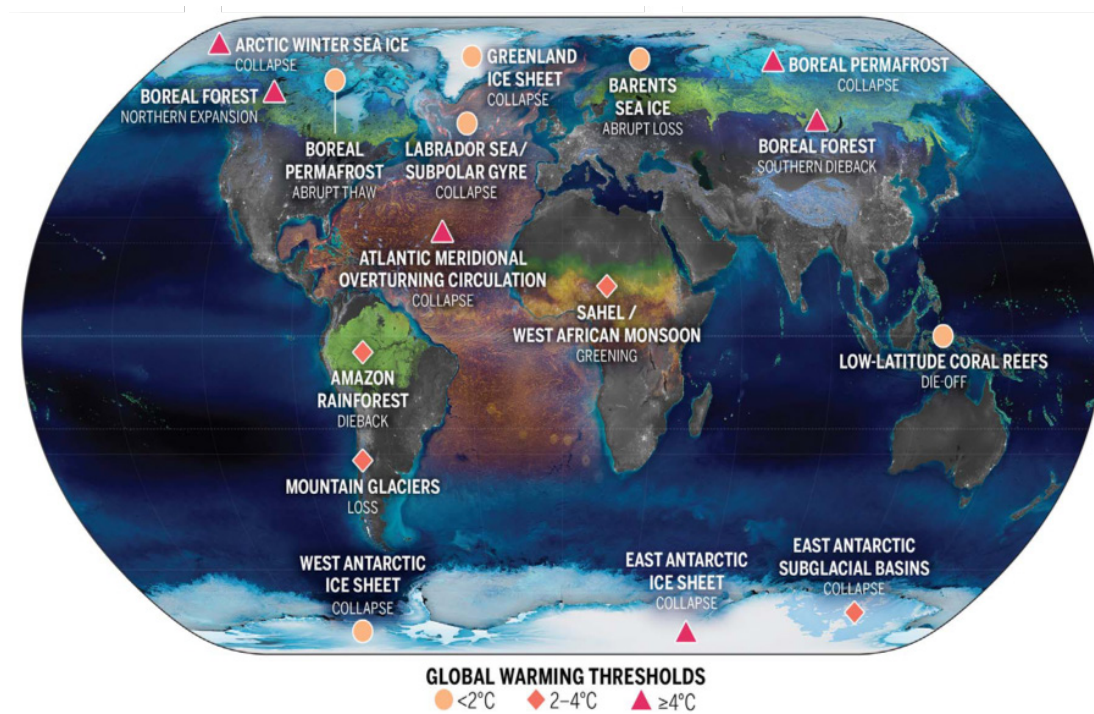 ARCTIC WINTER SEA ICE
COLLAPSE
GREENLAND
ICE SHEET
COLLAPSE
BARENTS
SEA ICE
ABRUPT LOSS
BOREAL PERMAFROST
COLLAPSE
BOREAL FOREST
NORTHERN EXPANSION
BOREAL
PERMAFROST
ABRUPT THAW
LABRADOR SEA/
SUBPOLAR GYRE
COLLAPSE
BOREAL FOREST
SOUTHERN DIEBACK
ATLANTIC MERIDIONAL
OVERTURNING CIRCULATION
COLLAPSE
SAHEL /
WEST AFRICAN MONSOON
GREENING
LOW-LATITUDE CORAL REEFS
DIE-OFF
AMAZON
RAINFOREST
DIEBACK
MOUNTAIN GLACIERS
LOSS
WEST ANTARCTIC
ICE SHEET
COLLAPSE
EAST ANTARCTIC
ICE SHEET
COLLAPSE
EAST ANTARCTIC
SUBGLACIAL BASINS
COLLAPSE
GLOBAL WARMING THRESHOLDS
<2°C 2–4°C ≥4°C